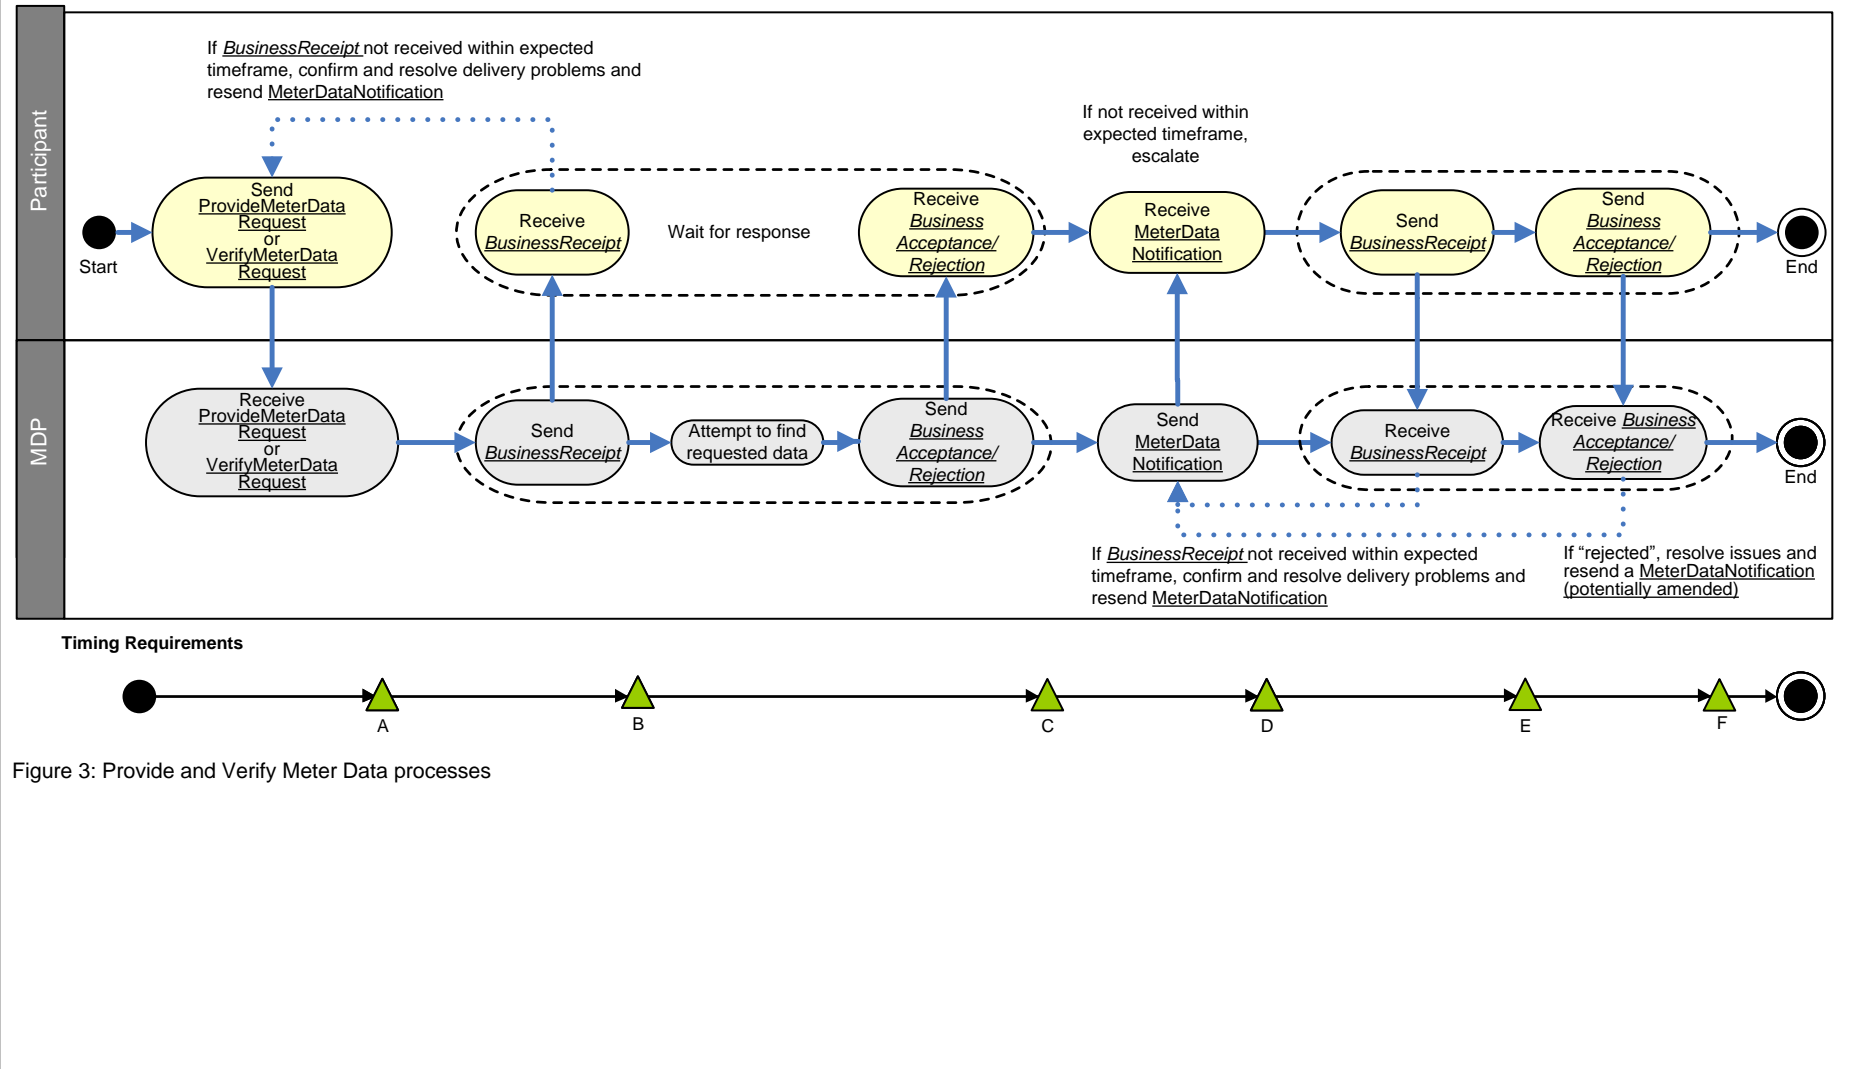 Participant
If BusinessReceipt not received within expected
timeframe, confirm and resolve delivery problems and
resend MeterDataNotification
If not received within
expected timeframe,
escalate
Start
Send
ProvideMeterData
Request
or
VerifyMeterData
Request
Receive
BusinessReceipt
Wait for response
Receive
Business
Acceptance/
Rejection
Receive
MeterData
Notification
Send
BusinessReceipt
Send
Business
Acceptance/
Rejection
End
MDP
Receive
ProvideMeterData
Request
or
VerifyMeterData
Request
Send
BusinessReceipt
Attempt to find
requested data
Send
Business
Acceptance/
Rejection
Send
MeterData
Notification
Receive
BusinessReceipt
Receive Business
Acceptance/
Rejection
End
If BusinessReceipt not received within expected
timeframe, confirm and resolve delivery problems and
resend MeterDataNotification
If “rejected”, resolve issues and
resend a MeterDataNotification
(potentially amended)
Timing Requirements
A
B
C
D
E
F
Figure 3: Provide and Verify Meter Data processes